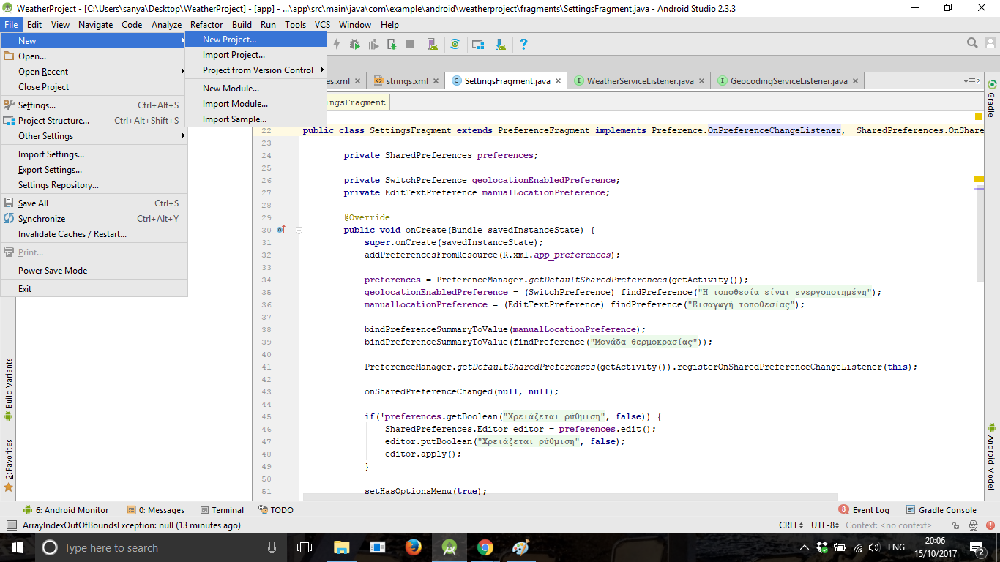 WeatherProject - [C:\Users\sanya\Desktop\WeatherProject] - [app] - ...\app\src\main\java\com\example\android\weatherproject\fragments\SettingsFragment.java - Android Studio 2.3.3
File Edit View Navigate Code Analyze Refactor Build Run Tools VCS Window Help
New
Open...
Open Recent
Close Project
Settings... Ctrl+Alt+S
Project Structure... Ctrl+Alt+Shift+S
Other Settings
Import Settings...
Export Settings...
Settings Repository...
Save All Ctrl+S
Synchronize Ctrl+Alt+Y
Invalidate Caches / Restart...
Print...
Power Save Mode
Exit
New Project...
Import Project...
Project from Version Control
New Module...
Import Module...
Import Sample...
es.xml strings.xml SettingsFragment.java WeatherServiceListener.java GeocodingServiceListener.java 2
ngsFragment
22 public class SettingsFragment extends PreferenceFragment implements Preference.OnPreferenceChangeListener, SharedPreferences.OnShare
23
24 private SharedPreferences preferences;
25
26 private SwitchPreference geolocationEnabledPreference;
27 private EditTextPreference manualLocationPreference;
28
29 @Override
30 public void onCreate(Bundle savedInstanceState) {
31 super.onCreate(savedInstanceState);
32 addPreferencesFromResource(R.xml.app_preferences);
33
34 preferences = PreferenceManager.getDefaultSharedPreferences(getActivity());
35 geolocationEnabledPreference = (SwitchPreference) findPreference("Η τοποθεσία είναι ενεργοποιημένη");
36 manualLocationPreference = (EditTextPreference) findPreference("Εισαγωγή τοποθεσίας");
37
38 bindPreferenceSummaryToValue(manualLocationPreference);
39 bindPreferenceSummaryToValue(findPreference("Μονάδα θερμοκρασίας"));
40
41 PreferenceManager.getDefaultSharedPreferences(getActivity()).registerOnSharedPreferenceChangeListener(this);
42
43 onSharedPreferenceChanged(null, null);
44
45 if(!preferences.getBoolean("Χρειάζεται ρύθμιση", false)) {
46 SharedPreferences.Editor editor = preferences.edit();
47 editor.putBoolean("Χρειάζεται ρύθμιση", false);
48 editor.apply();
49 }
50
51 setHasOptionsMenu(true);
Build Variants
2: Favorites
Gradle
Android Model
6: Android Monitor 0: Messages Terminal TODO 8 Event Log Gradle Console
ArrayIndexOutOfBoundsException: null (13 minutes ago) CRLF UTF-8 Context: <no context>
Type here to search ENG 20:06
15/10/2017 2